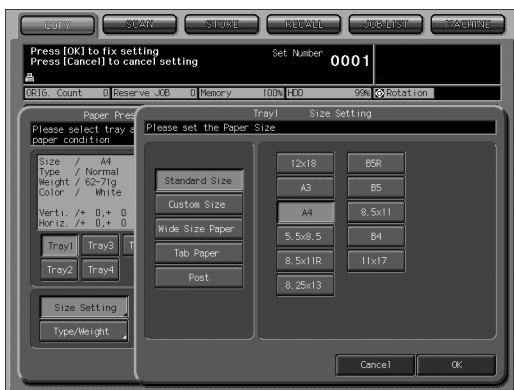 COPY SCAN STORE RECALL JOB LIST MACHINE
Press [OK] to fix setting
Press [Cancel] to cancel setting
Set Number 0001
ORIG. Count 0 Reserve JOB 0 Memory 100% HDD 99% Rotation
Paper Pres
Please select tray a
paper condition
Size / A4
Type / Normal
Weight / 62-71g
Color / White
Verti. /+ 0,+ 0
Horiz. /+ 0,+ 0
Tray1 Tray3 T
Tray2 Tray4
Size Setting
Type/Weight
Tray1 Size Setting
Please set the Paper Size
Standard Size
Custom Size
Wide Size Paper
Tab Paper
Post
12x18 B5R
A3 B5
A4 8.5x11
5.5x8.5 B4
8.5x11R 11x17
8.25x13
Cancel OK